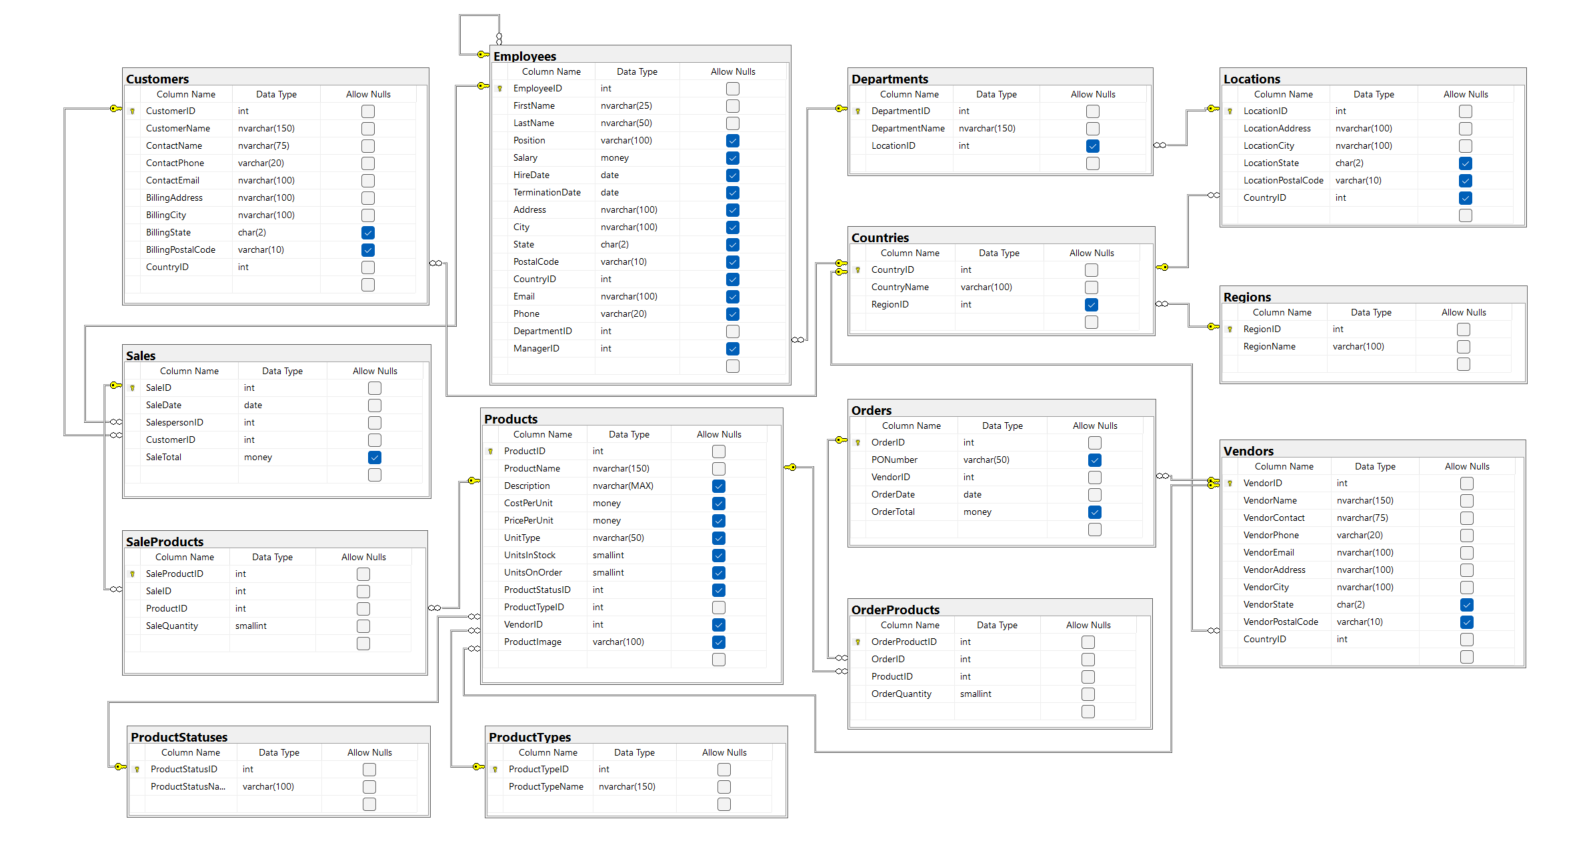 Customers
Column Name Data Type Allow Nulls
CustomerID int
CustomerName nvarchar(150)
ContactName nvarchar(75)
ContactPhone varchar(20)
ContactEmail nvarchar(100)
BillingAddress nvarchar(100)
BillingCity nvarchar(100)
BillingState char(2)
BillingPostalCode varchar(10)
CountryID int
Employees
Column Name Data Type Allow Nulls
EmployeeID int
FirstName nvarchar(25)
LastName nvarchar(50)
Position varchar(100)
Salary money
HireDate date
TerminationDate date
Address nvarchar(100)
City nvarchar(100)
State char(2)
PostalCode varchar(10)
CountryID int
Email nvarchar(100)
Phone varchar(20)
DepartmentID int
ManagerID int
Departments
Column Name Data Type Allow Nulls
DepartmentID int
DepartmentName nvarchar(150)
LocationID int
Locations
Column Name Data Type Allow Nulls
LocationID int
LocationAddress nvarchar(100)
LocationCity nvarchar(100)
LocationState char(2)
LocationPostalCode varchar(10)
CountryID int
Countries
Column Name Data Type Allow Nulls
CountryID int
CountryName varchar(100)
RegionID int
Regions
Column Name Data Type Allow Nulls
RegionID int
RegionName varchar(100)
Sales
Column Name Data Type Allow Nulls
SaleID int
SaleDate date
SalespersonID int
CustomerID int
SaleTotal money
Products
Column Name Data Type Allow Nulls
ProductID int
ProductName nvarchar(150)
Description nvarchar(MAX)
CostPerUnit money
PricePerUnit money
UnitType nvarchar(50)
UnitsInStock smallint
UnitsOnOrder smallint
ProductStatusID int
ProductTypeID int
VendorID int
ProductImage varchar(100)
Orders
Column Name Data Type Allow Nulls
OrderID int
PONumber varchar(50)
VendorID int
OrderDate date
OrderTotal money
Vendors
Column Name Data Type Allow Nulls
VendorID int
VendorName nvarchar(150)
VendorContact nvarchar(75)
VendorPhone varchar(20)
VendorEmail nvarchar(100)
VendorAddress nvarchar(100)
VendorCity nvarchar(100)
VendorState char(2)
VendorPostalCode varchar(10)
CountryID int
SaleProducts
Column Name Data Type Allow Nulls
SaleProductID int
SaleID int
ProductID int
SaleQuantity smallint
OrderProducts
Column Name Data Type Allow Nulls
OrderProductID int
OrderID int
ProductID int
OrderQuantity smallint
ProductStatuses
Column Name Data Type Allow Nulls
ProductStatusID int
ProductStatusNa... varchar(100)
ProductTypes
Column Name Data Type Allow Nulls
ProductTypeID int
ProductTypeName nvarchar(150)